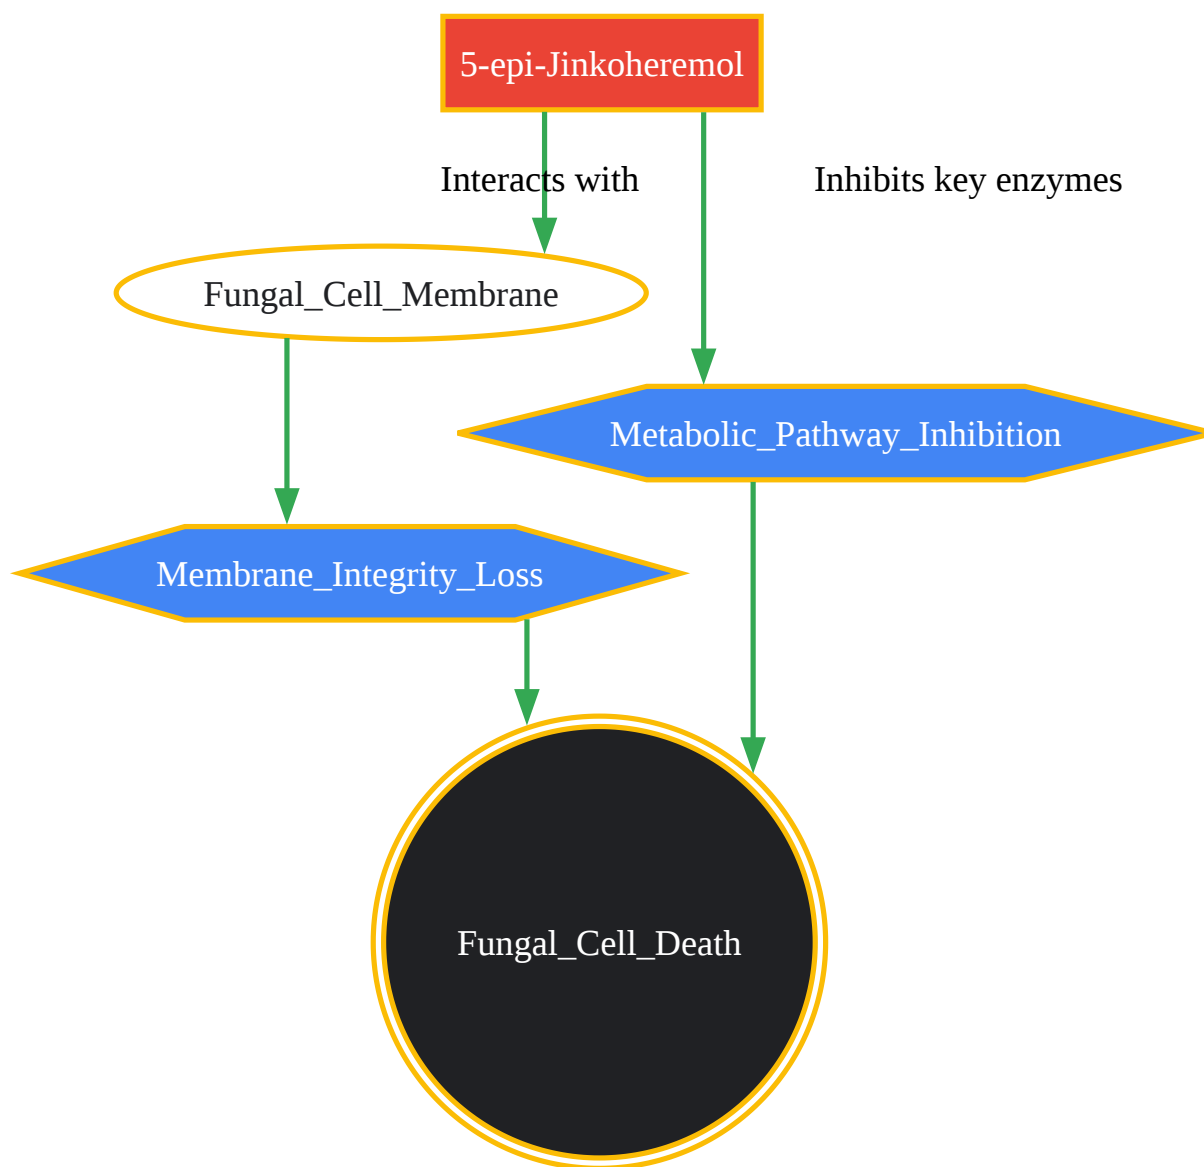 5-epi-Jinkoheremol
Interacts with
Inhibits key enzymes
Fungal_Cell_Membrane
Metabolic_Pathway_Inhibition
Membrane_Integrity_Loss
Fungal_Cell_Death